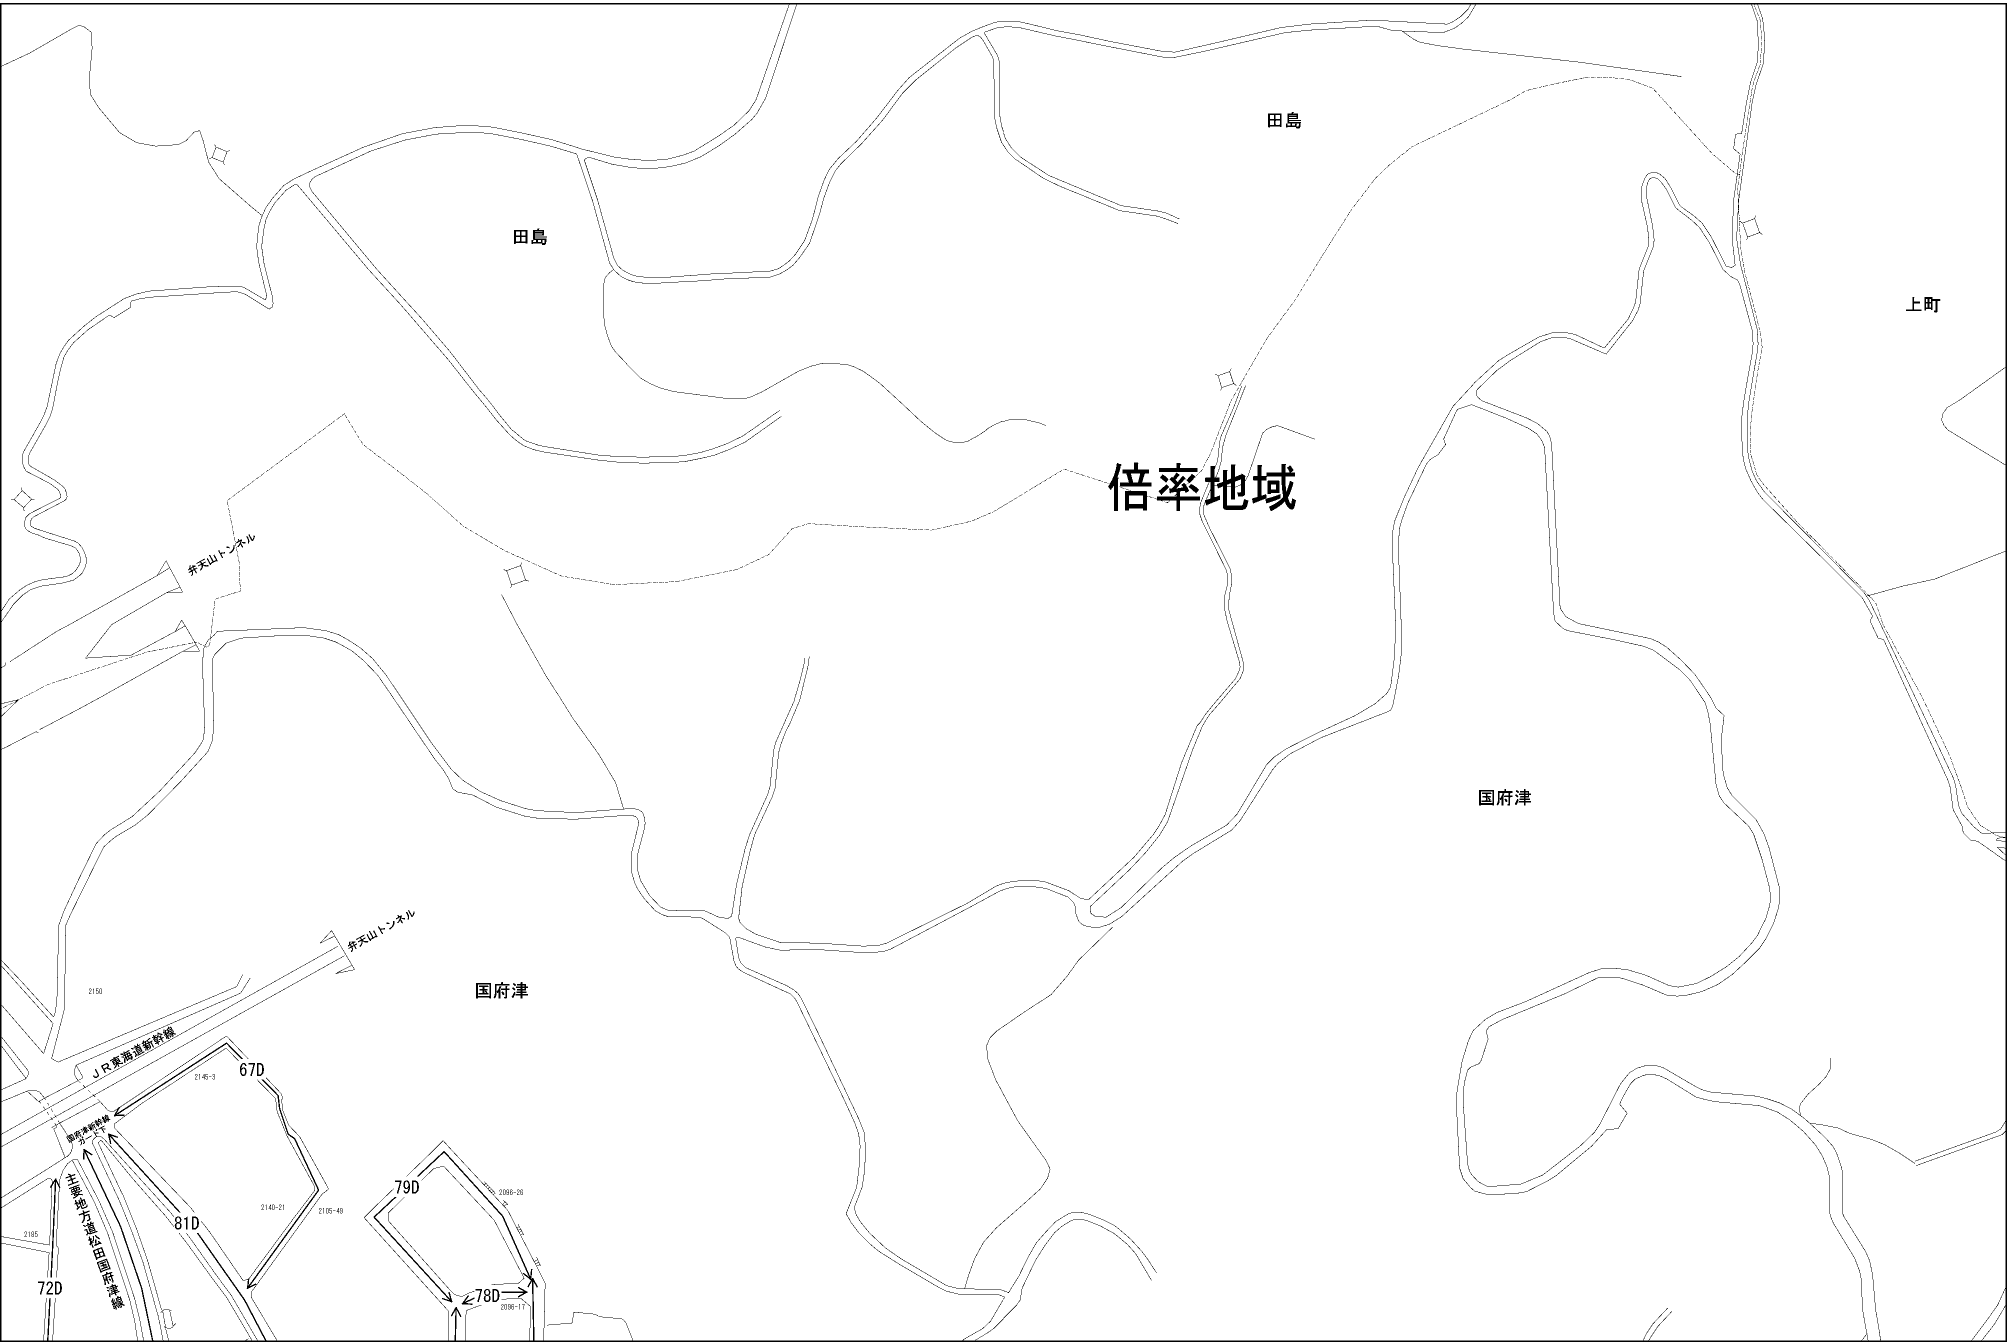 田島
田島
上町
倍率地域
弁天山トンネル
国府津
弁天山トンネル
国府津
2150
JR東海道新幹線
67D
2145-3
国府津新幹線
ガード下
79D
2096-26
2140-21
2105-49
81D
2185
主要地方道松田国府津線
72D
78D
2096-17